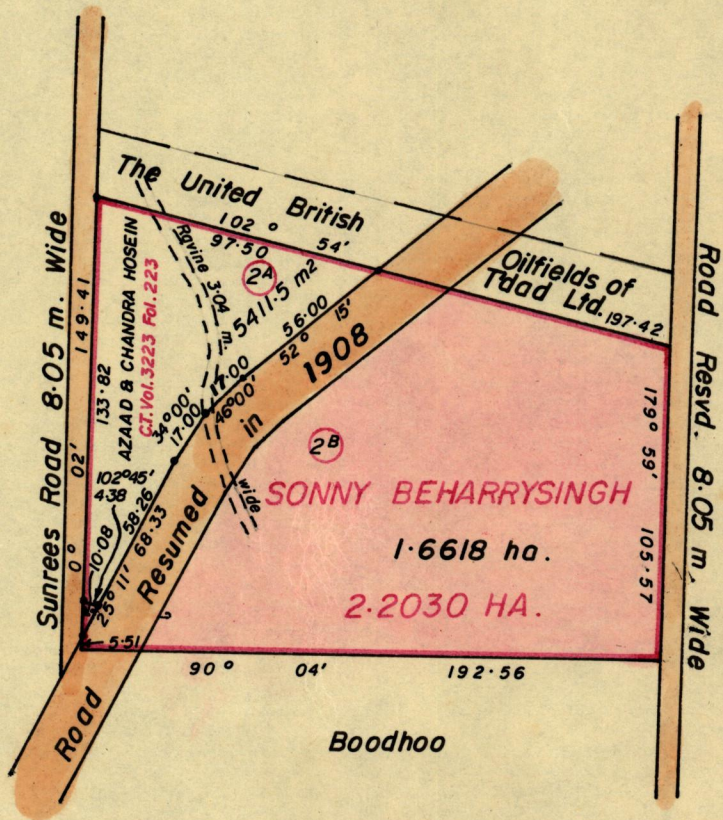 The United British
Oilfields of
T'dad Ltd.
102° 54'
97·50
197·42
2A
5411·5 m²
Ravine 3·04 m. wide
AZAAD & CHANDRA HOSEIN
C.T. Vol. 3223 Fol. 223
Sunrees Road 8·05 m. Wide
0° 02' 149·41
133·82
56·00
52° 15'
17·00
46°00'
34°00'
17·00
102°45'
4·38
58·26
10·08
25° 11' 68·33
5·51
Road Resumed in 1908
2B
SONNY BEHARRYSINGH
1·6618 ha.
2·2030 HA.
179° 59' 105·57
Road Resvd. 8·05 m. Wide
90° 04' 192·56
Boodhoo